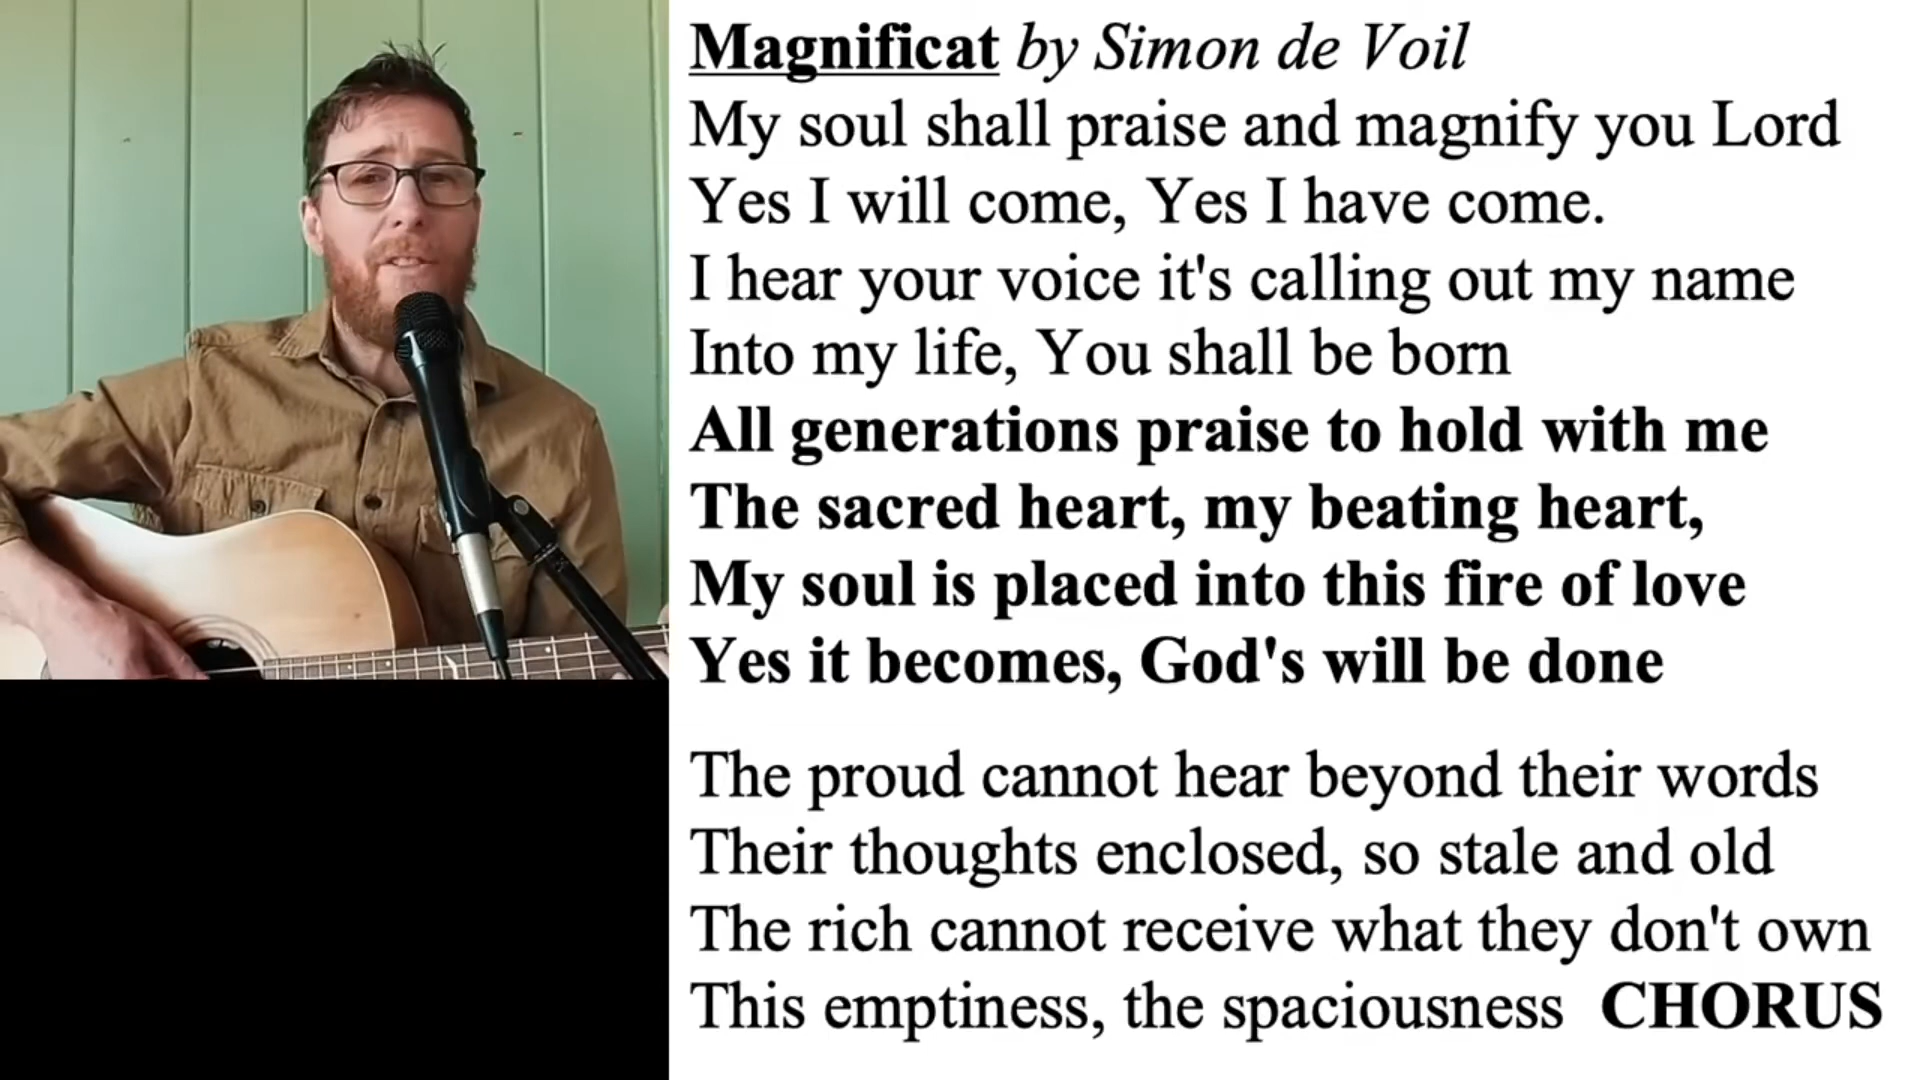 Magnificat by Simon de Voil
My soul shall praise and magnify you Lord
Yes I will come, Yes I have come.
I hear your voice it's calling out my name
Into my life, You shall be born
All generations praise to hold with me
The sacred heart, my beating heart,
My soul is placed into this fire of love
Yes it becomes, God's will be done
The proud cannot hear beyond their words
Their thoughts enclosed, so stale and old
The rich cannot receive what they don't own
This emptiness, the spaciousness CHORUS